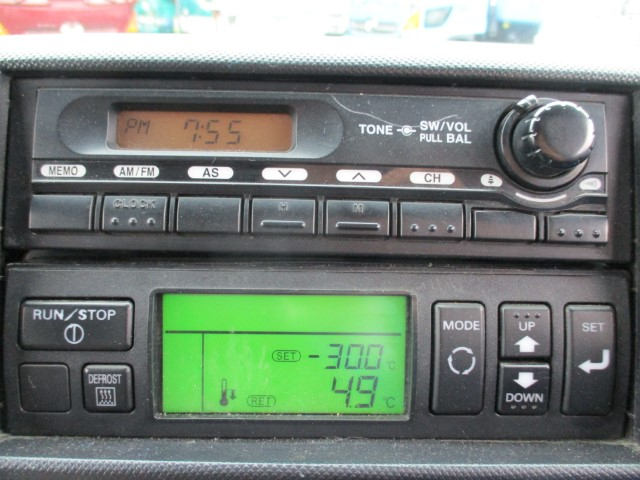 PM 7:55
TONE SW/VOL
PULL BAL
MEMO AM/FM AS CH
CLOCK
RUN/STOP
DEFROST
SET -30.0 °C
RET 4.9 °C
MODE UP SET
DOWN